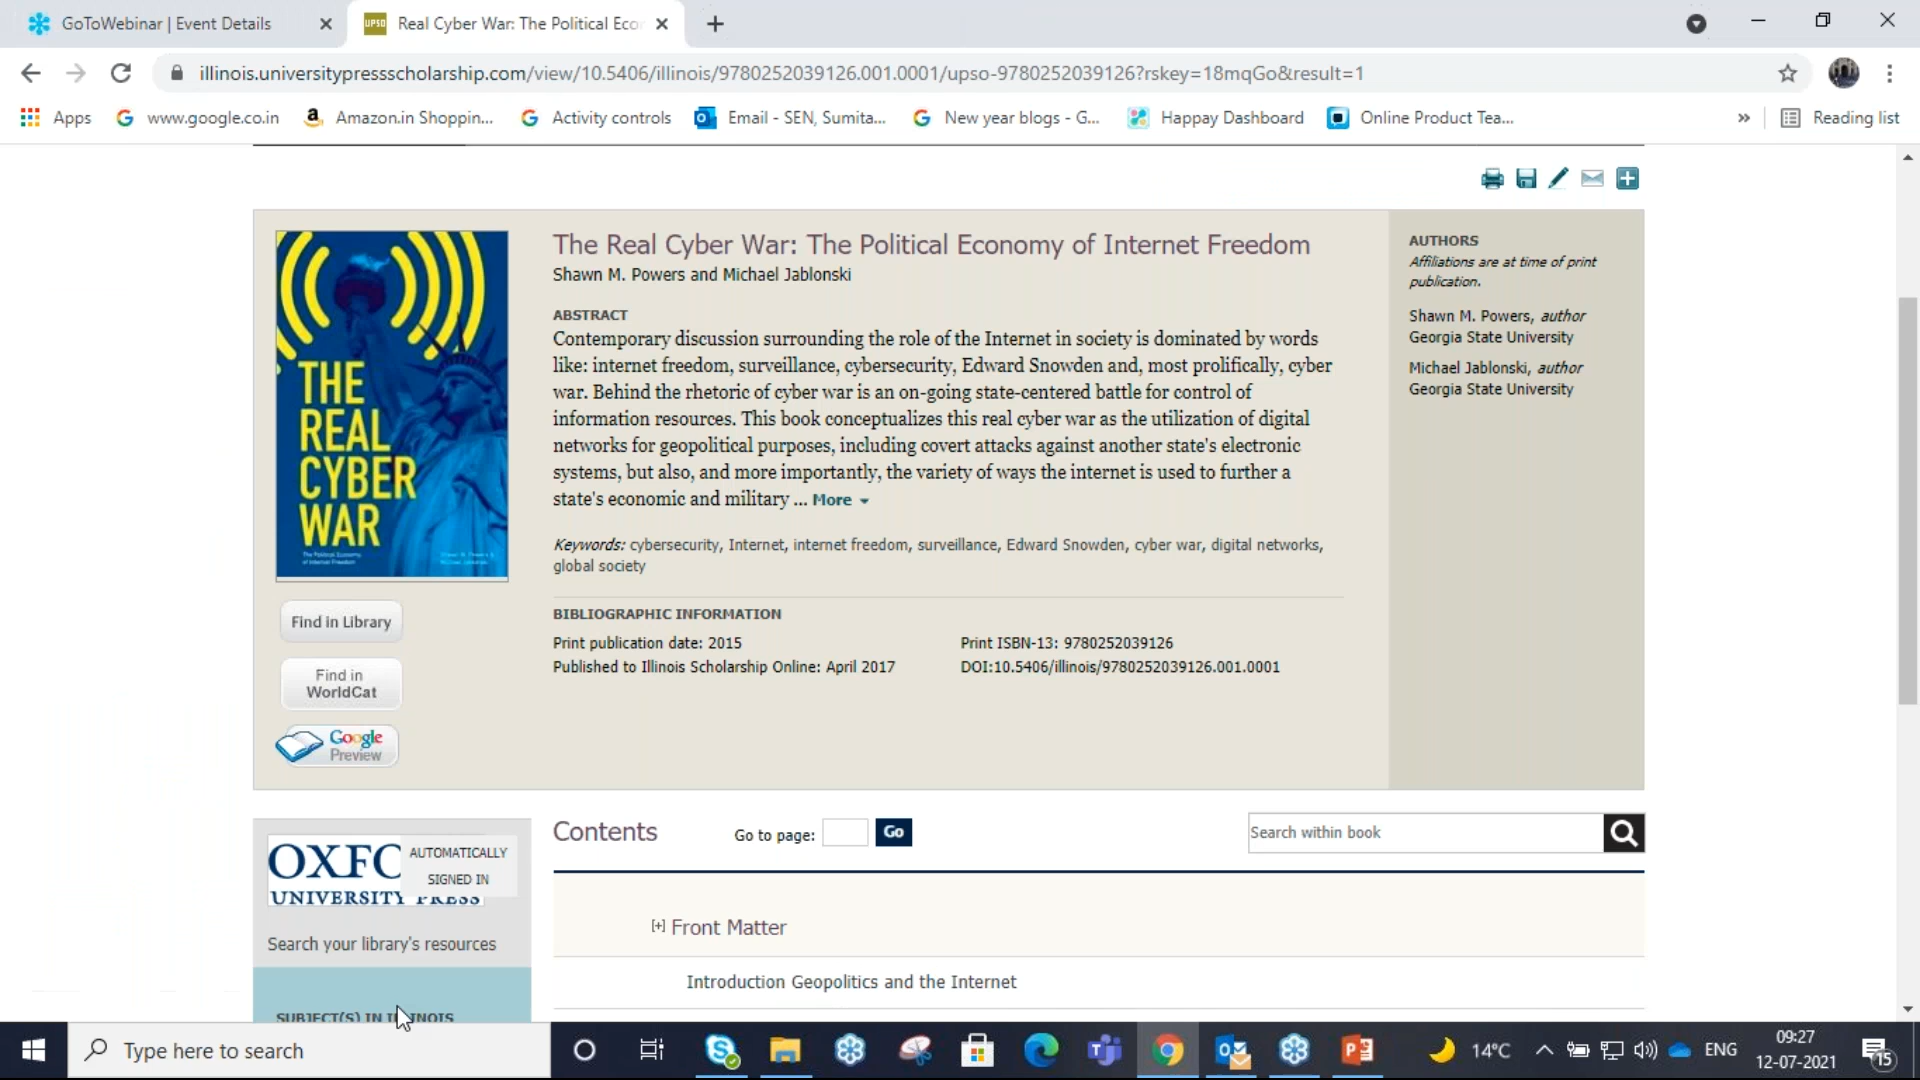 GoToWebinar | Event Details
UPSO
Real Cyber War: The Political Eco
illinois.universitypressscholarship.com/view/10.5406/illinois/9780252039126.001.0001/upso-9780252039126?rskey=18mqGo&result=1
Apps
www.google.co.in
Amazon.in Shoppin...
Activity controls
Email - SEN, Sumita...
New year blogs - G...
Happay Dashboard
Online Product Tea...
»
Reading list
THE
REAL
CYBER
WAR
The Political Economy
of Internet Freedom
The Real Cyber War: The Political Economy of Internet Freedom
Shawn M. Powers and Michael Jablonski
ABSTRACT
Contemporary discussion surrounding the role of the Internet in society is dominated by words
like: internet freedom, surveillance, cybersecurity, Edward Snowden and, most prolifically, cyber
war. Behind the rhetoric of cyber war is an on-going state-centered battle for control of
information resources. This book conceptualizes this real cyber war as the utilization of digital
networks for geopolitical purposes, including covert attacks against another state's electronic
systems, but also, and more importantly, the variety of ways the internet is used to further a
state's economic and military ... More
Keywords: cybersecurity, Internet, internet freedom, surveillance, Edward Snowden, cyber war, digital networks,
global society
BIBLIOGRAPHIC INFORMATION
Print publication date: 2015
Print ISBN-13: 9780252039126
Published to Illinois Scholarship Online: April 2017
DOI:10.5406/illinois/9780252039126.001.0001
AUTHORS
Affiliations are at time of print
publication.
Shawn M. Powers, author
Georgia State University
Michael Jablonski, author
Georgia State University
Find in Library
Find in
WorldCat
Google
Preview
OXFO
UNIVERSITY PRESS
AUTOMATICALLY
SIGNED IN
Search your library's resources
SUBJECT(S) IN ILLINOIS
Contents
Go to page:
Go
Search within book
[+] Front Matter
Introduction Geopolitics and the Internet
Type here to search
14°C
ENG
09:27
12-07-2021
15